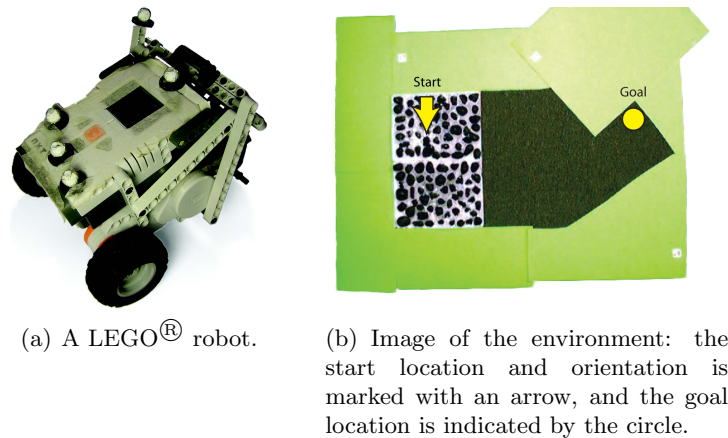 Start
Goal
(a) A LEGO® robot.
(b) Image of the environment: the
start location and orientation is
marked with an arrow, and the goal
location is indicated by the circle.